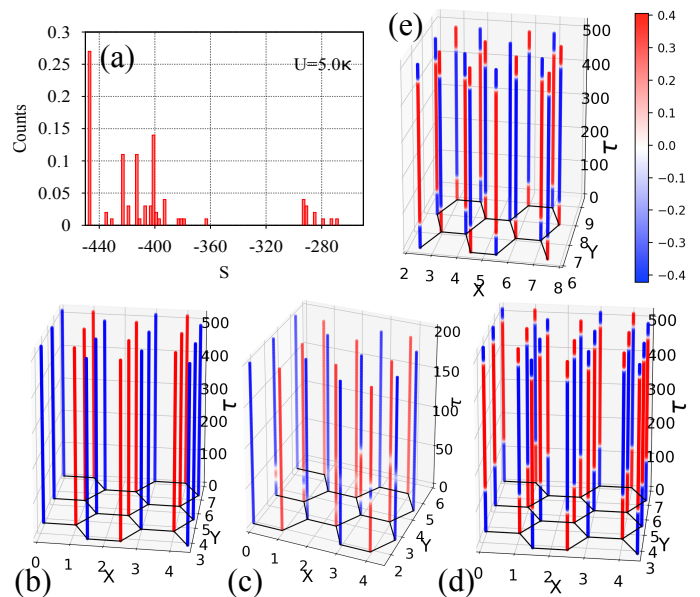 (a)
U=5.0κ
Counts
0.3
0.25
0.2
0.15
0.1
0.05
0
-440 -400 -360 -320 -280
S
(e)
500
400
300
200
100
0
τ
2 3 4 5 6 7 8
X
6
7
8
9
Y
0.4
0.3
0.2
0.1
0.0
−0.1
−0.2
−0.3
−0.4
(b)
500
400
300
200
100
0
τ
0 1 2 3 4
X
3
4
5
6
7
Y
(c)
200
150
100
50
0
τ
0 1 2 3 4
X
2
3
4
5
6
Y
(d)
500
400
300
200
100
0
τ
0 1 2 3 4
X
3
4
5
6
7
Y